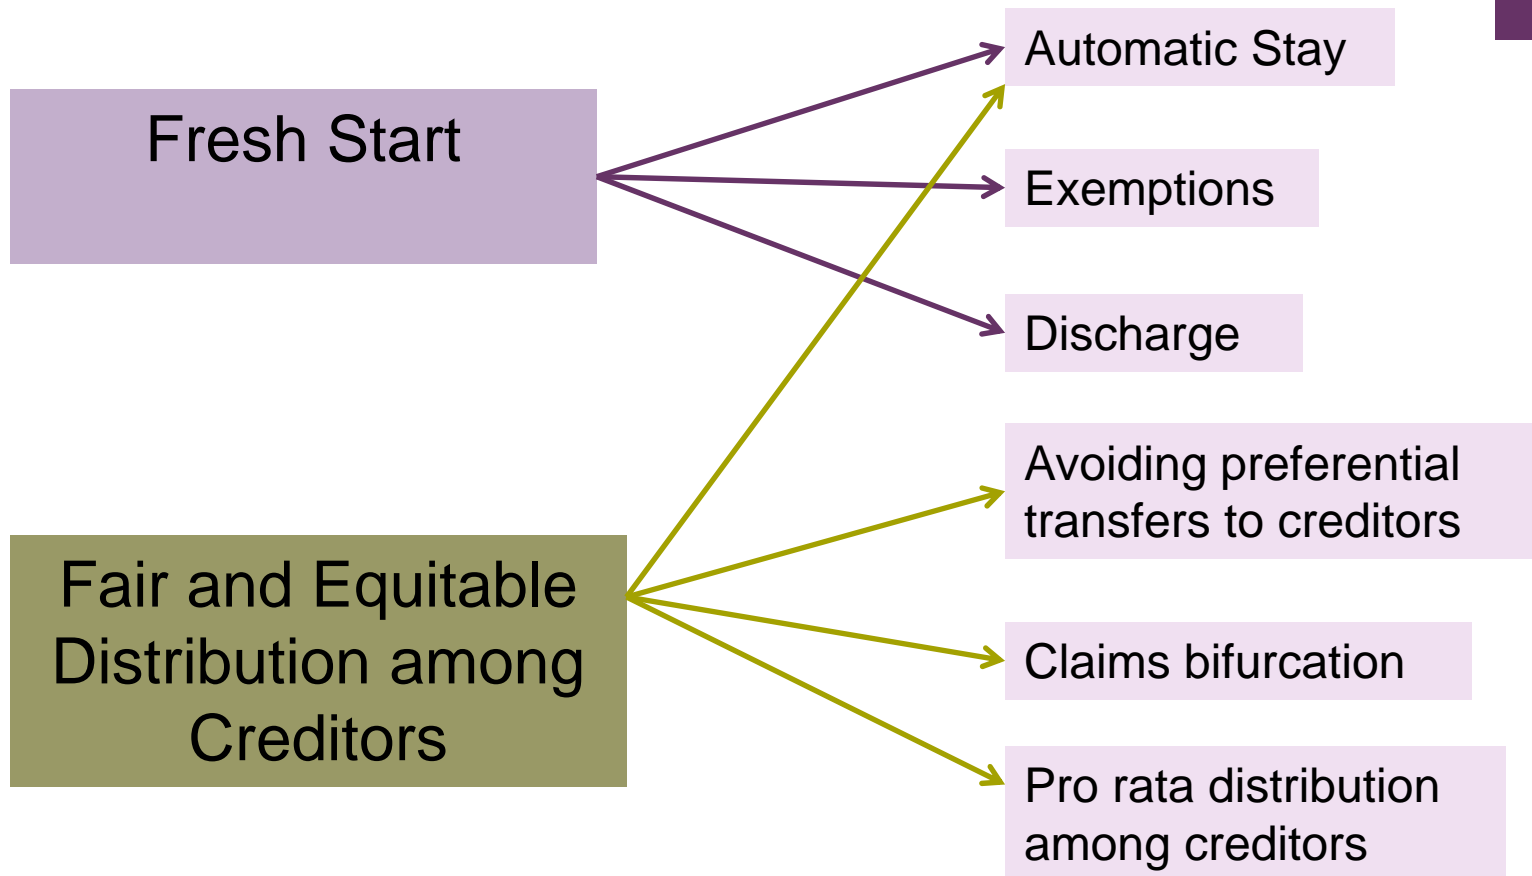 Fresh Start
Fair and Equitable
Distribution among
Creditors
Automatic Stay
Exemptions
Discharge
Avoiding preferential
transfers to creditors
Claims bifurcation
Pro rata distribution
among creditors